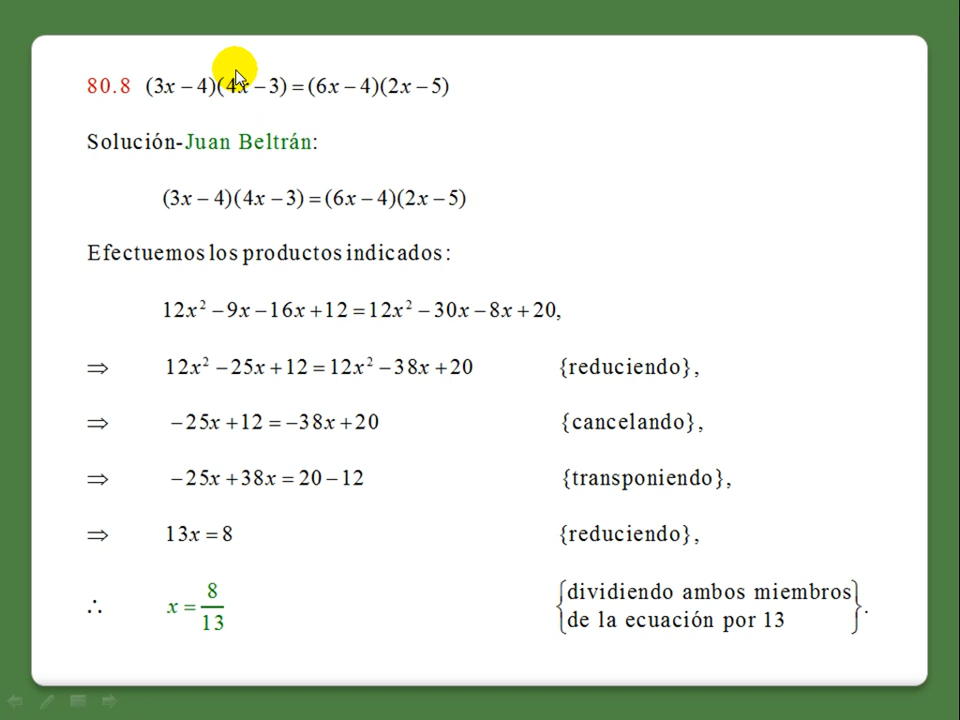 80.8 (3x − 4)(4x − 3) = (6x − 4)(2x − 5)
Solución-Juan Beltrán:
(3x − 4)(4x − 3) = (6x − 4)(2x − 5)
Efectuemos los productos indicados:
12x² − 9x − 16x + 12 = 12x² − 30x − 8x + 20,
⇒ 12x² − 25x + 12 = 12x² − 38x + 20 {reduciendo},
⇒ −25x + 12 = −38x + 20 {cancelando},
⇒ −25x + 38x = 20 − 12 {transponiendo},
⇒ 13x = 8 {reduciendo},
∴ x = 8/13 {dividiendo ambos miembros
de la ecuación por 13}.